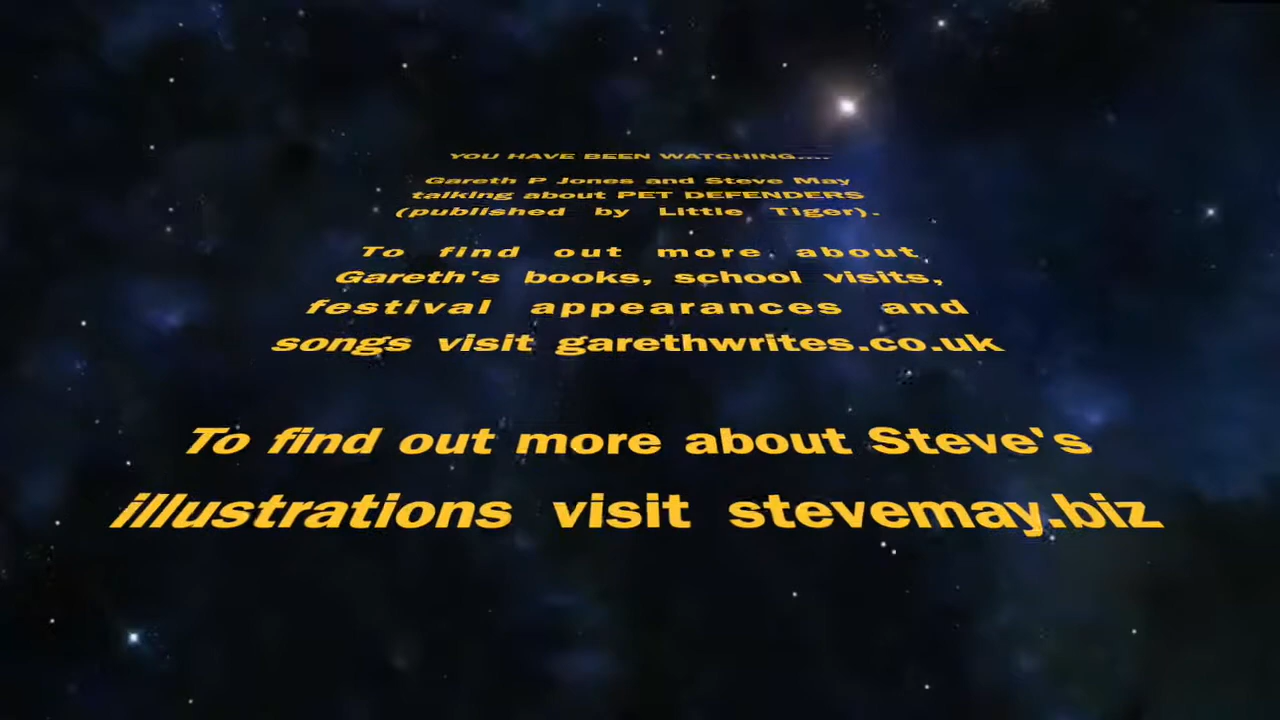 YOU HAVE BEEN WATCHING....
Gareth P Jones and Steve May
talking about PET DEFENDERS
(published by Little Tiger).
To find out more about
Gareth's books, school visits,
festival appearances and
songs visit garethwrites.co.uk
To find out more about Steve's
illustrations visit stevemay.biz